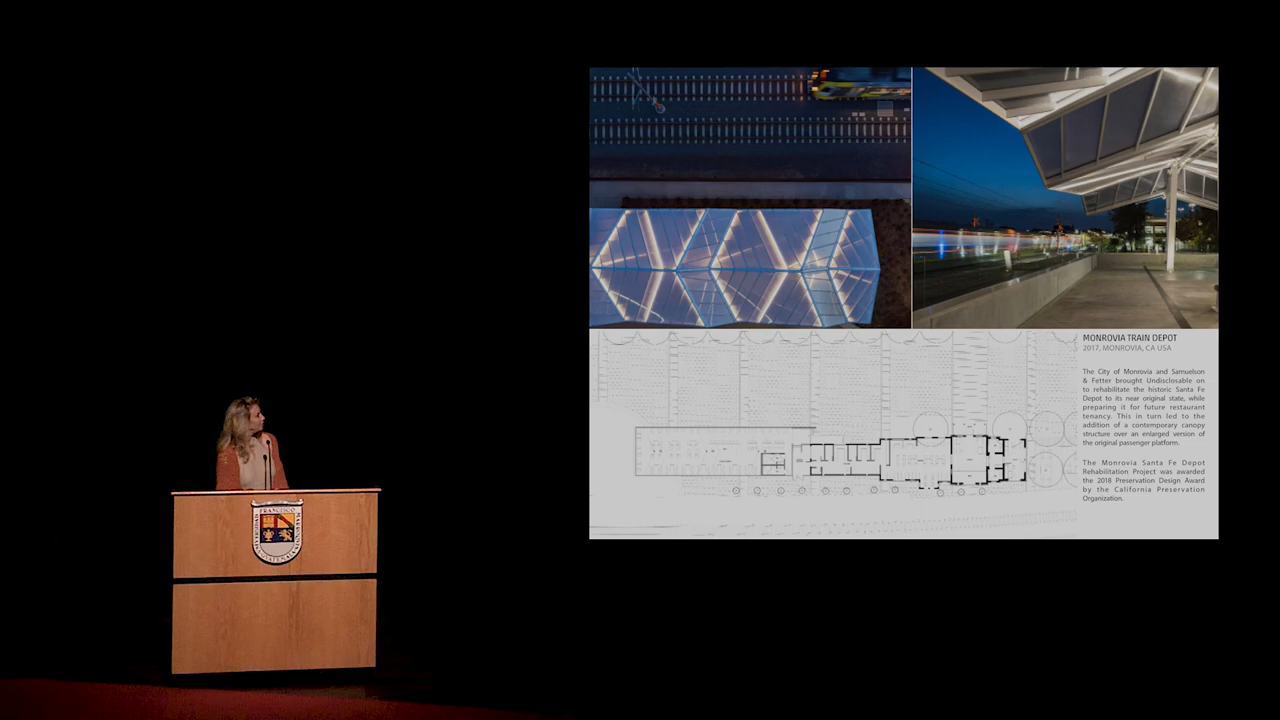 MONROVIA TRAIN DEPOT
2017, MONROVIA, CA USA
The City of Monrovia and Samuelson
& Fetter brought Undisclosable on
to rehabilitate the historic Santa Fe
Depot to its near original state, while
preparing it for future restaurant
tenancy. This in turn led to the
addition of a contemporary canopy
structure over an enlarged version of
the original passenger platform.
The Monrovia Santa Fe Depot
Rehabilitation Project was awarded
the 2018 Preservation Design Award
by the California Preservation
Organization.
FRANCISCO